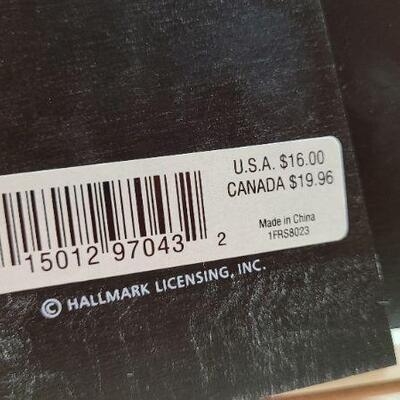 U.S.A. $16.00
CANADA $19.96
Made in China
1FRS8023
15012 97043 2
© HALLMARK LICENSING, INC.